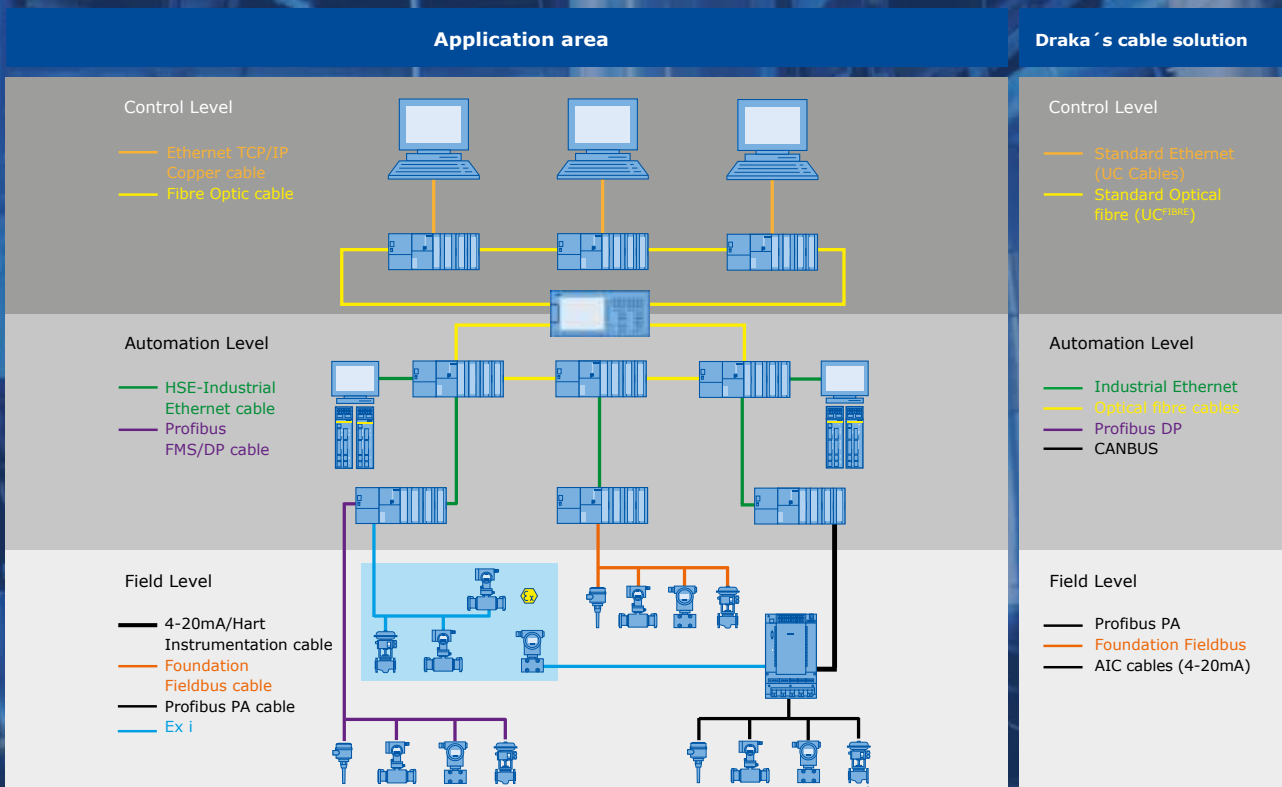 Application area
Control Level
Ethernet TCP/IP
Copper cable
Fibre Optic cable
Automation Level
HSE-Industrial
Ethernet cable
Profibus
FMS/DP cable
Field Level
4-20mA/Hart
Instrumentation cable
Foundation
Fieldbus cable
Profibus PA cable
Ex i
Ex
Draka´s cable solution
Control Level
Standard Ethernet
(UC Cables)
Standard Optical
fibre (UCFIBRE)
Automation Level
Industrial Ethernet
Optical fibre cables
Profibus DP
CANBUS
Field Level
Profibus PA
Foundation Fieldbus
AIC cables (4-20mA)